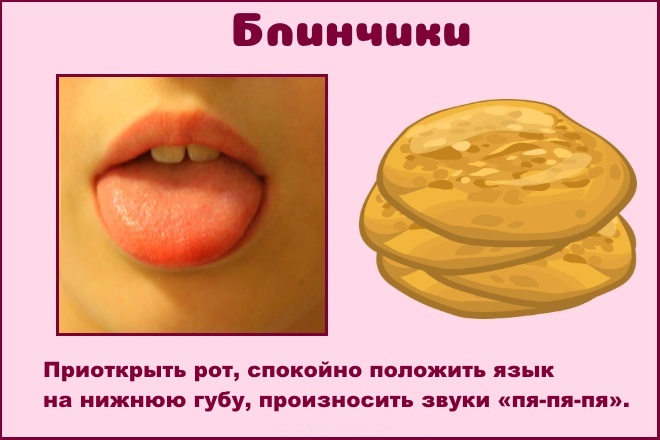 Блинчики
Приоткрыть рот, спокойно положить язык
на нижнюю губу, произносить звуки «пя-пя-пя».